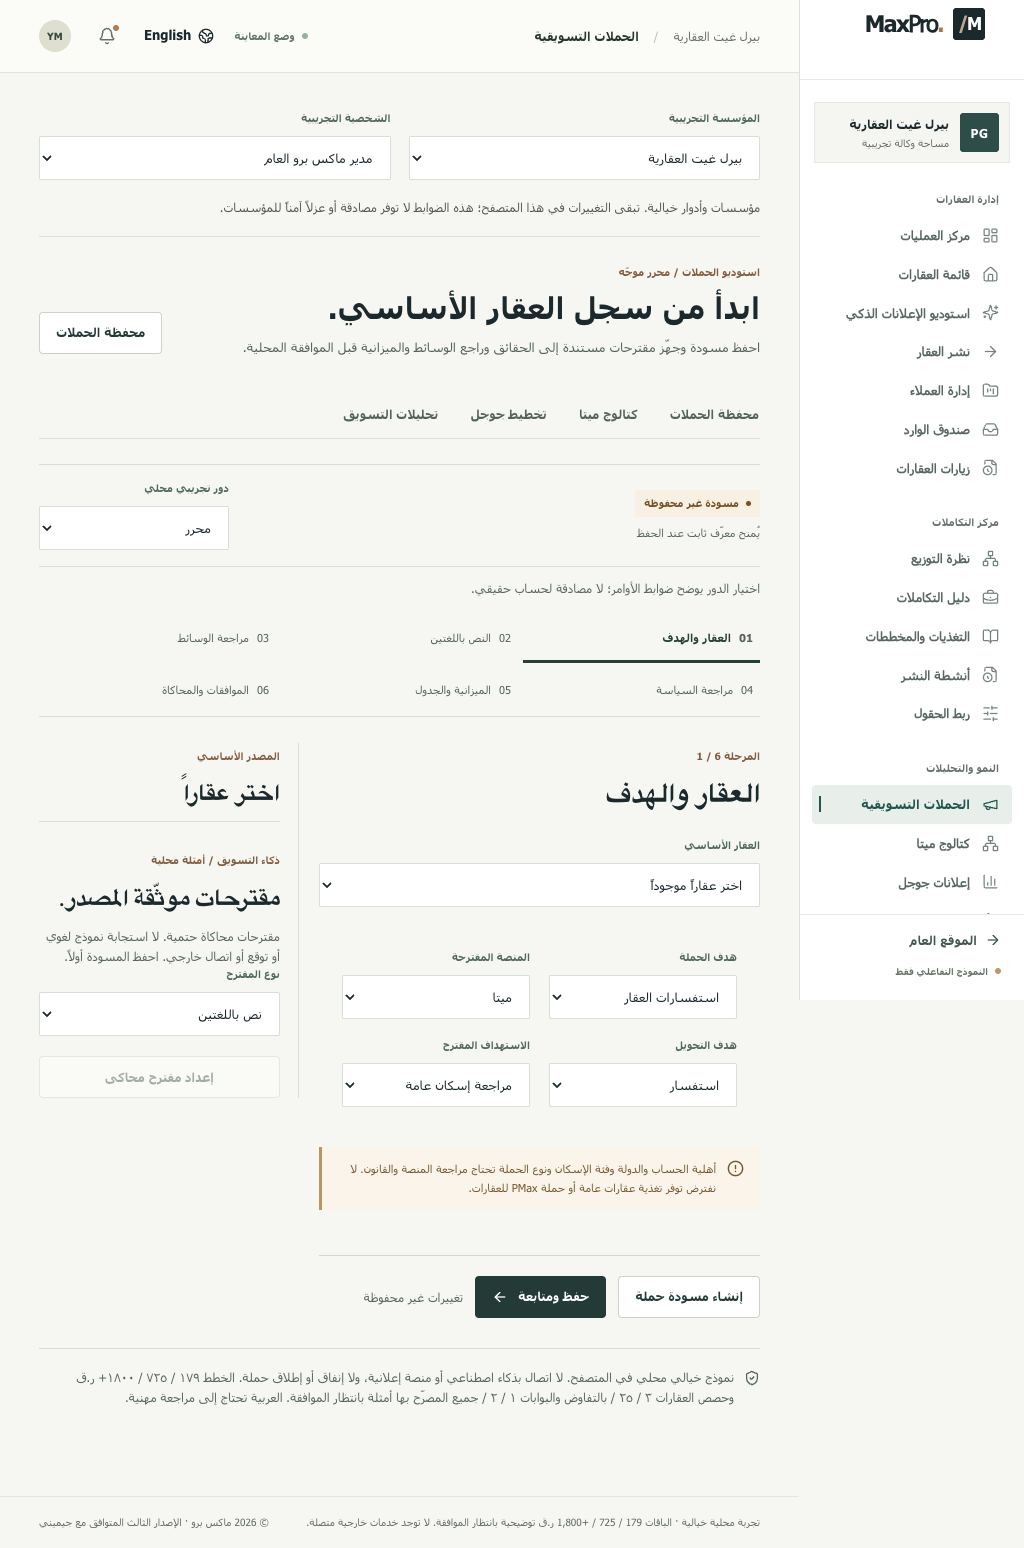 MaxPro.
/M
PG
بيرل غيت العقارية
مساحة وكالة تجريبية
إدارة العقارات
مركز العمليات
قائمة العقارات
استوديو الإعلانات الذكي
نشر العقار
إدارة العملاء
صندوق الوارد
زيارات العقارات
مركز التكاملات
نظرة التوزيع
دليل التكاملات
التغذيات والمخططات
أنشطة النشر
ربط الحقول
النمو والتحليلات
الحملات التسويقية
كتالوج ميتا
إعلانات جوجل
الموقع العام
النموذج التفاعلي فقط
بيرل غيت العقارية / الحملات التسويقية
وضع المعاينة
English
YM
المؤسسة التجريبية
بيرل غيت العقارية
الشخصية التجريبية
مدير ماكس برو العام
مؤسسات وأدوار خيالية. تبقى التغييرات في هذا المتصفح؛ هذه الضوابط لا توفر مصادقة أو عزلاً آمناً للمؤسسات.
استوديو الحملات / محرر موجّه
ابدأ من سجل العقار الأساسي.
احفظ مسودة وجهّز مقترحات مستندة إلى الحقائق وراجع الوسائط والميزانية قبل الموافقة المحلية.
محفظة الحملات
محفظة الحملات
كتالوج ميتا
تخطيط جوجل
تحليلات التسويق
مسودة غير محفوظة
يُمنح معرّف ثابت عند الحفظ
دور تجريبي محلي
محرر
اختيار الدور يوضح ضوابط الأوامر؛ لا مصادقة لحساب حقيقي.
01 العقار والهدف
02 النص باللغتين
03 مراجعة الوسائط
04 مراجعة السياسة
05 الميزانية والجدول
06 الموافقات والمحاكاة
المرحلة 6 / 1
العقار والهدف
العقار الأساسي
اختر عقاراً موجوداً
هدف الحملة
استفسارات العقار
المنصة المقترحة
ميتا
هدف التحويل
استفسار
الاستهداف المقترح
مراجعة إسكان عامة
أهلية الحساب والدولة وفئة الإسكان ونوع الحملة تحتاج مراجعة المنصة والقانون. لا
نفترض توفر تغذية عقارات عامة أو حملة PMax للعقارات.
إنشاء مسودة حملة
حفظ ومتابعة
تغييرات غير محفوظة
المصدر الأساسي
اختر عقاراً
ذكاء التسويق / أمثلة محلية
مقترحات موثّقة المصدر.
مقترحات محاكاة حتمية. لا استجابة نموذج لغوي
أو توقع أو اتصال خارجي. احفظ المسودة أولاً.
نوع المقترح
نص باللغتين
إعداد مقترح محاكى
نموذج خيالي محلي في المتصفح. لا اتصال بذكاء اصطناعي أو منصة إعلانية، ولا إنفاق أو إطلاق حملة. الخطط ١٧٩ / ٧٢٥ / ١٨٠٠+ ر.ق
وحصص العقارات ٣ / ٢٥ / بالتفاوض والبوابات ١ / ٢ / جميع المصرّح بها أمثلة بانتظار الموافقة. العربية تحتاج إلى مراجعة مهنية.
تجربة محلية خيالية · الباقات 179 / 725 / +1,800 ر.ق توضيحية بانتظار الموافقة. لا توجد خدمات خارجية متصلة.
© 2026 ماكس برو · الإصدار الثالث المتوافق مع جيميني